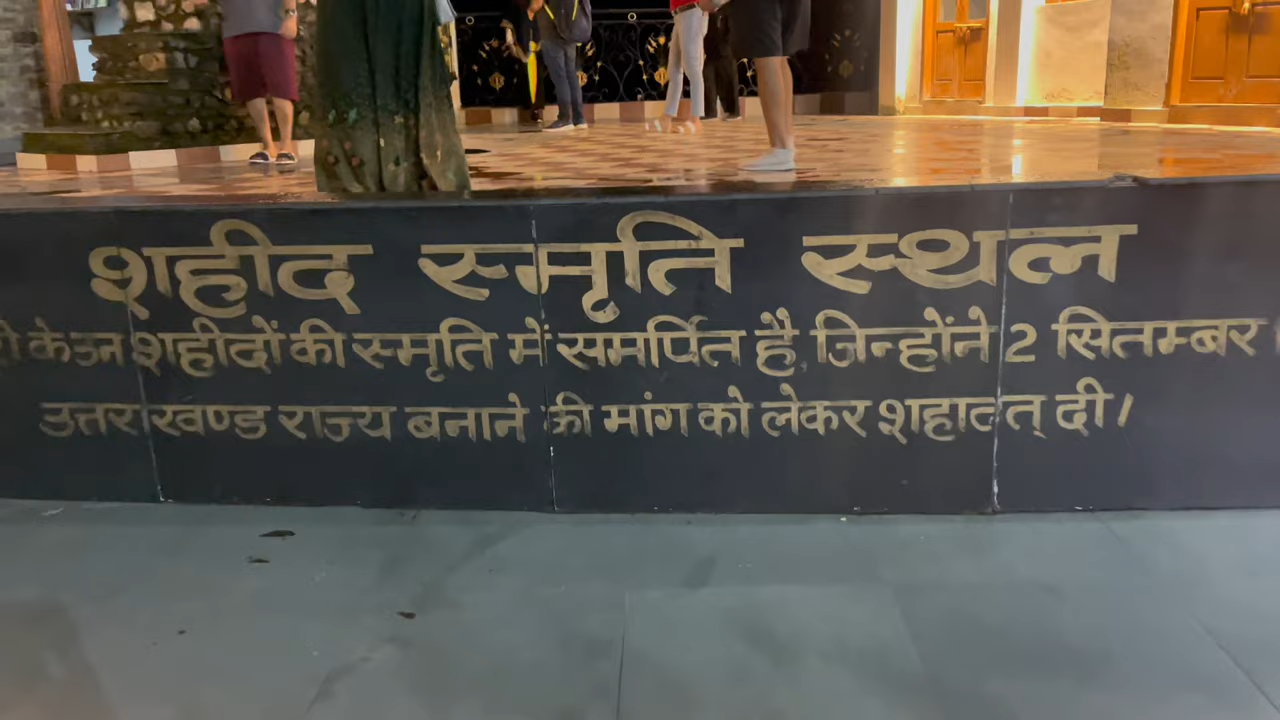 शहीद स्मृति स्थल
के उन शहीदों की स्मृति में समर्पित है, जिन्होंने 2 सितम्बर
उत्तराखण्ड राज्य बनाने की मांग को लेकर शहादत् दी।